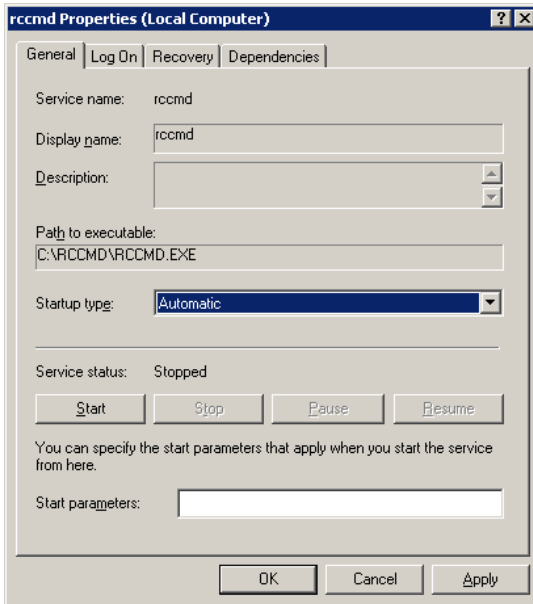 rccmd Properties (Local Computer)
General Log On Recovery Dependencies
Service name: rccmd
Display name: rccmd
Description:
Path to executable:
C:\RCCMD\RCCMD.EXE
Startup type: Automatic
Service status: Stopped
Start Stop Pause Resume
You can specify the start parameters that apply when you start the service
from here.
Start parameters:
OK Cancel Apply